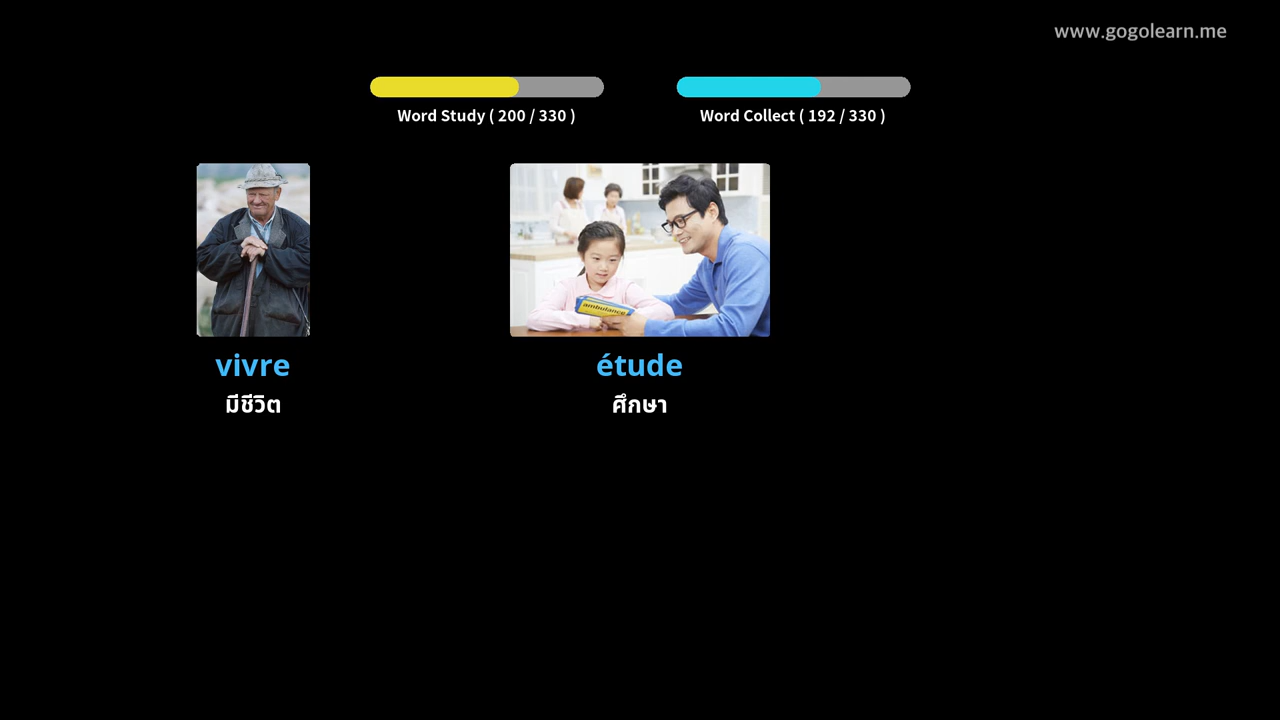 www.gogolearn.me
Word Study ( 200 / 330 )
Word Collect ( 192 / 330 )
ambulance
vivre
étude
มีชีวิต
ศึกษา